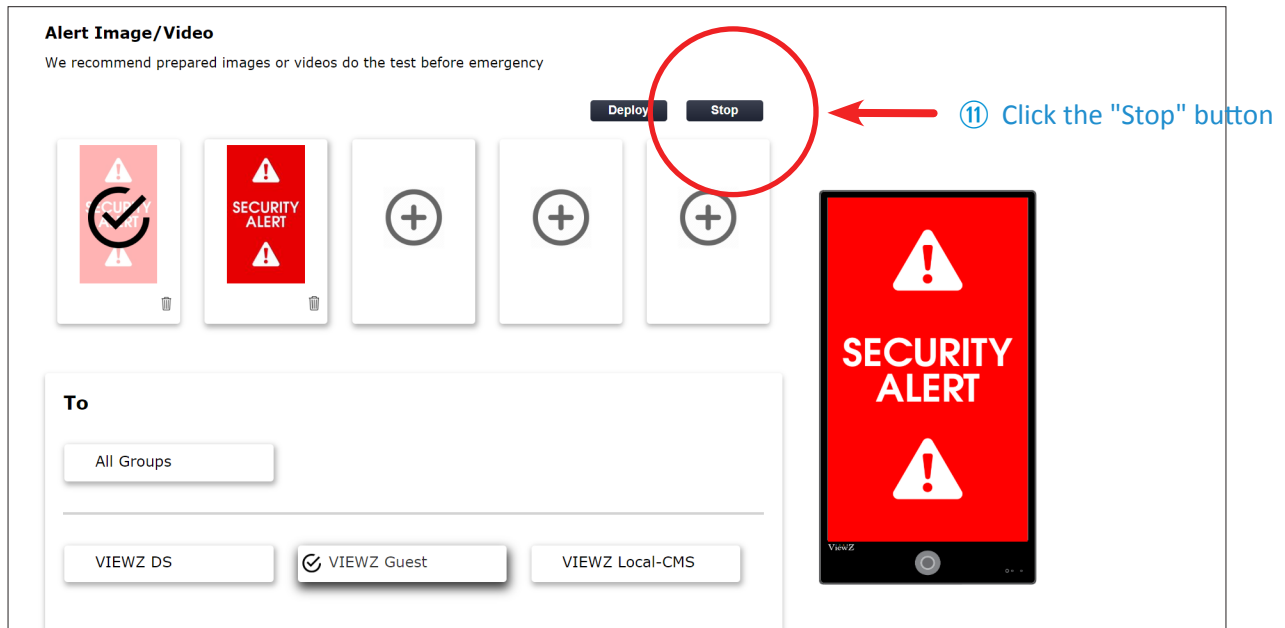 Alert Image/Video
We recommend prepared images or videos do the test before emergency
Deploy Stop
⑪ Click the "Stop" button
SECURITY
ALERT
SECURITY
ALERT
SECURITY
ALERT
To
All Groups
VIEWZ DS VIEWZ Guest VIEWZ Local-CMS
ViewZ